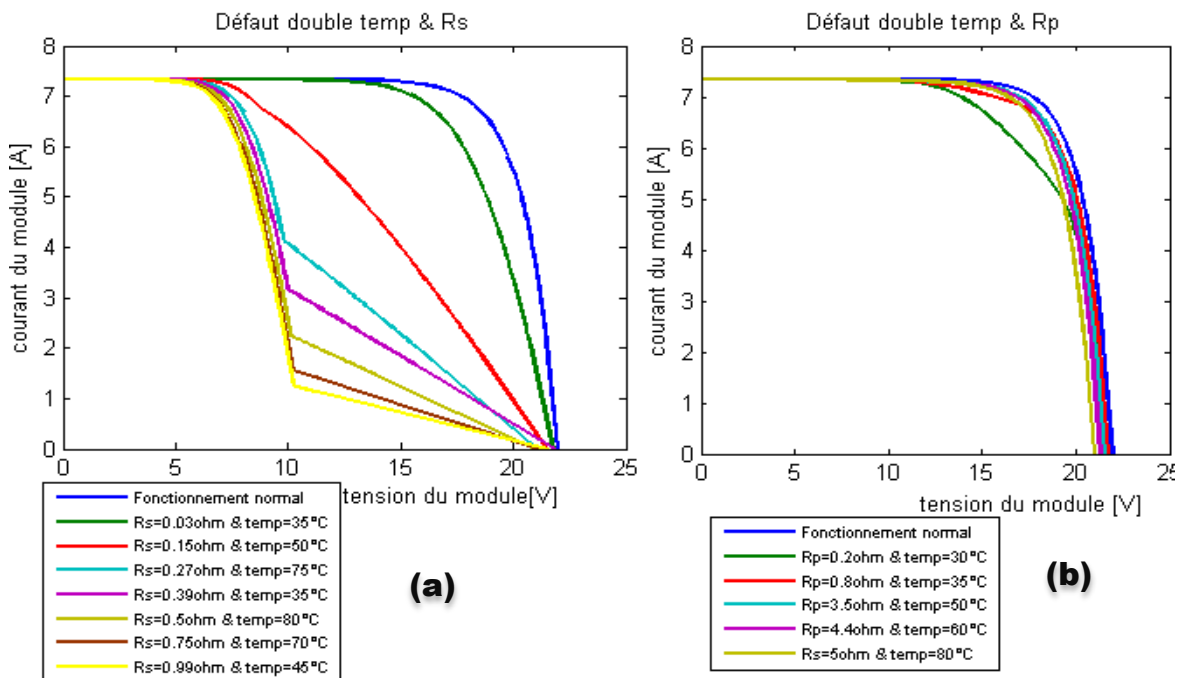 Défaut double temp & Rs
8
7
6
5
4
3
2
1
0
courant du module [A]
0 5 10 15 20 25
tension du module[V]
Fonctionnement normal
Rs=0.03ohm & temp=35°C
Rs=0.15ohm & temp=50°C
Rs=0.27ohm & temp=75°C
Rs=0.39ohm & temp=35°C
Rs=0.5ohm & temp=80°C
Rs=0.75ohm & temp=70°C
Rs=0.99ohm & temp=45°C
(a)
Défaut double temp & Rp
8
7
6
5
4
3
2
1
0
courant du module [A]
0 5 10 15 20 25
tension du module [V]
Fonctionnement normal
Rp=0.2ohm & temp=30°C
Rp=0.8ohm & temp=35°C
Rp=3.5ohm & temp=50°C
Rp=4.4ohm & temp=60°C
Rs=5ohm & temp=80°C
(b)